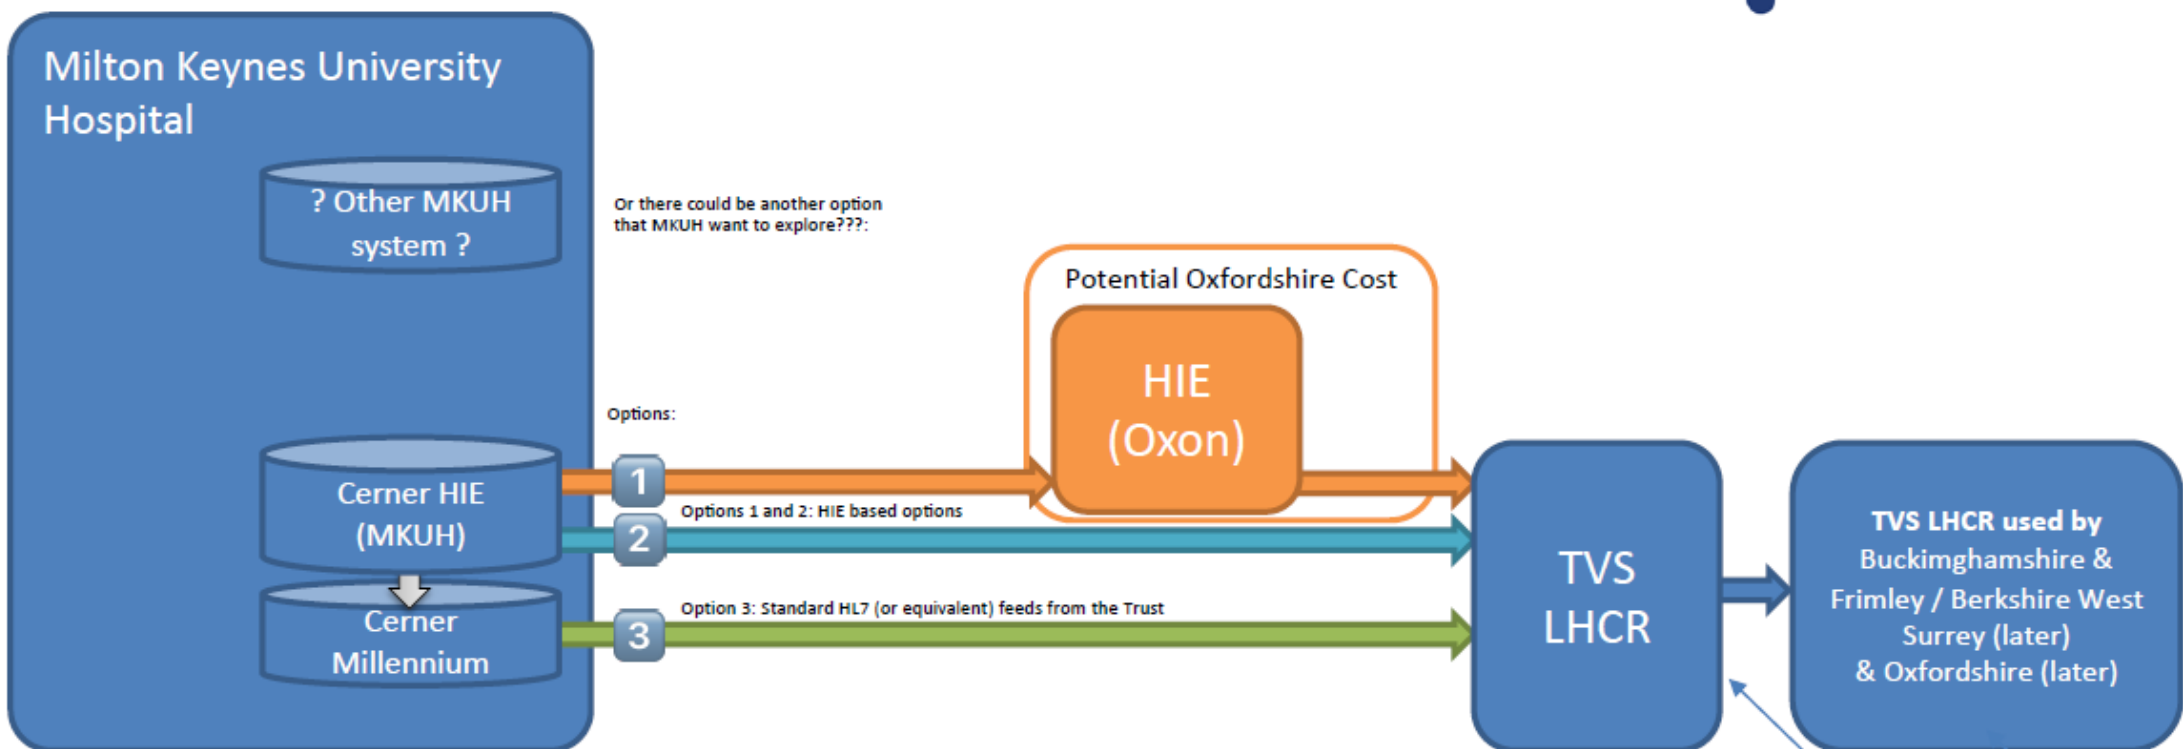 Milton Keynes University
Hospital
? Other MKUH
system ?
Or there could be another option
that MKUH want to explore???:
Potential Oxfordshire Cost
HIE
(Oxon)
Options:
1
Cerner HIE
(MKUH)
Options 1 and 2: HIE based options
2
Option 3: Standard HL7 (or equivalent) feeds from the Trust
3
Cerner
Millennium
TVS
LHCR
TVS LHCR used by
Buckimghamshire &
Frimley / Berkshire West
Surrey (later)
& Oxfordshire (later)